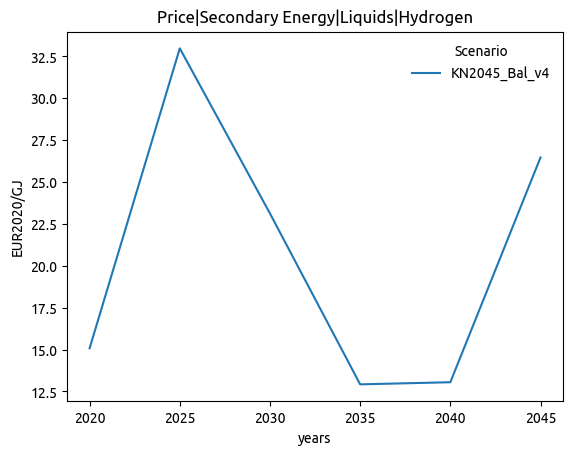 Price|Secondary Energy|Liquids|Hydrogen
Scenario
KN2045_Bal_v4
EUR2020/GJ
32.5
30.0
27.5
25.0
22.5
20.0
17.5
15.0
12.5
2020 2025 2030 2035 2040 2045
years